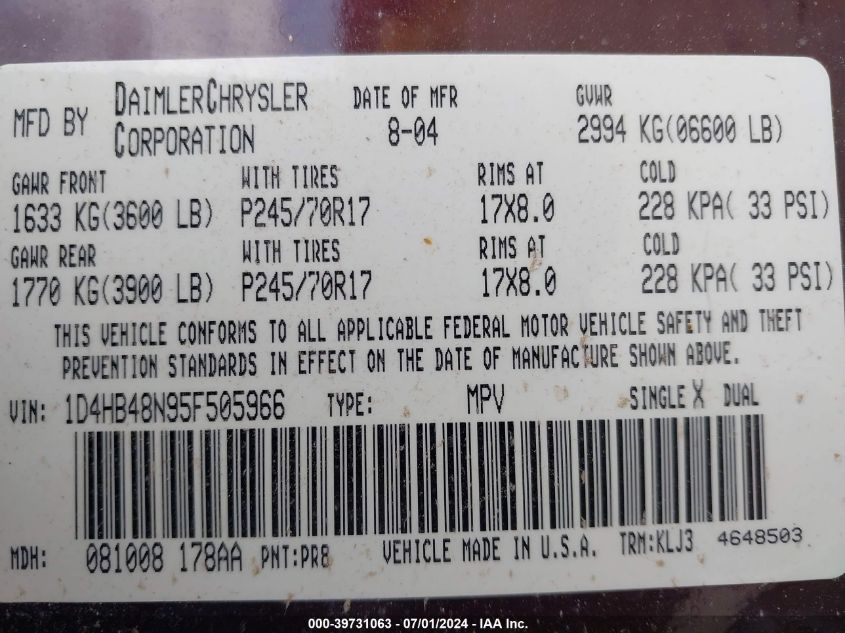 MFD BY DAIMLERCHRYSLER CORPORATION DATE OF MFR 8-04 GVWR 2994 KG(06600 LB)
GAWR FRONT WITH TIRES RIMS AT COLD
1633 KG(3600 LB) P245/70R17 17X8.0 228 KPA( 33 PSI)
GAWR REAR WITH TIRES RIMS AT COLD
1770 KG(3900 LB) P245/70R17 17X8.0 228 KPA( 33 PSI)
THIS VEHICLE CONFORMS TO ALL APPLICABLE FEDERAL MOTOR VEHICLE SAFETY AND THEFT
PREVENTION STANDARDS IN EFFECT ON THE DATE OF MANUFACTURE SHOWN ABOVE.
VIN: 1D4HB48N95F505966 TYPE: MPV SINGLE X DUAL
MDH: 081008 178AA PNT:PR8 VEHICLE MADE IN U.S.A. TRM:KLJ3 4648503
000-39731063 - 07/01/2024 - IAA Inc.